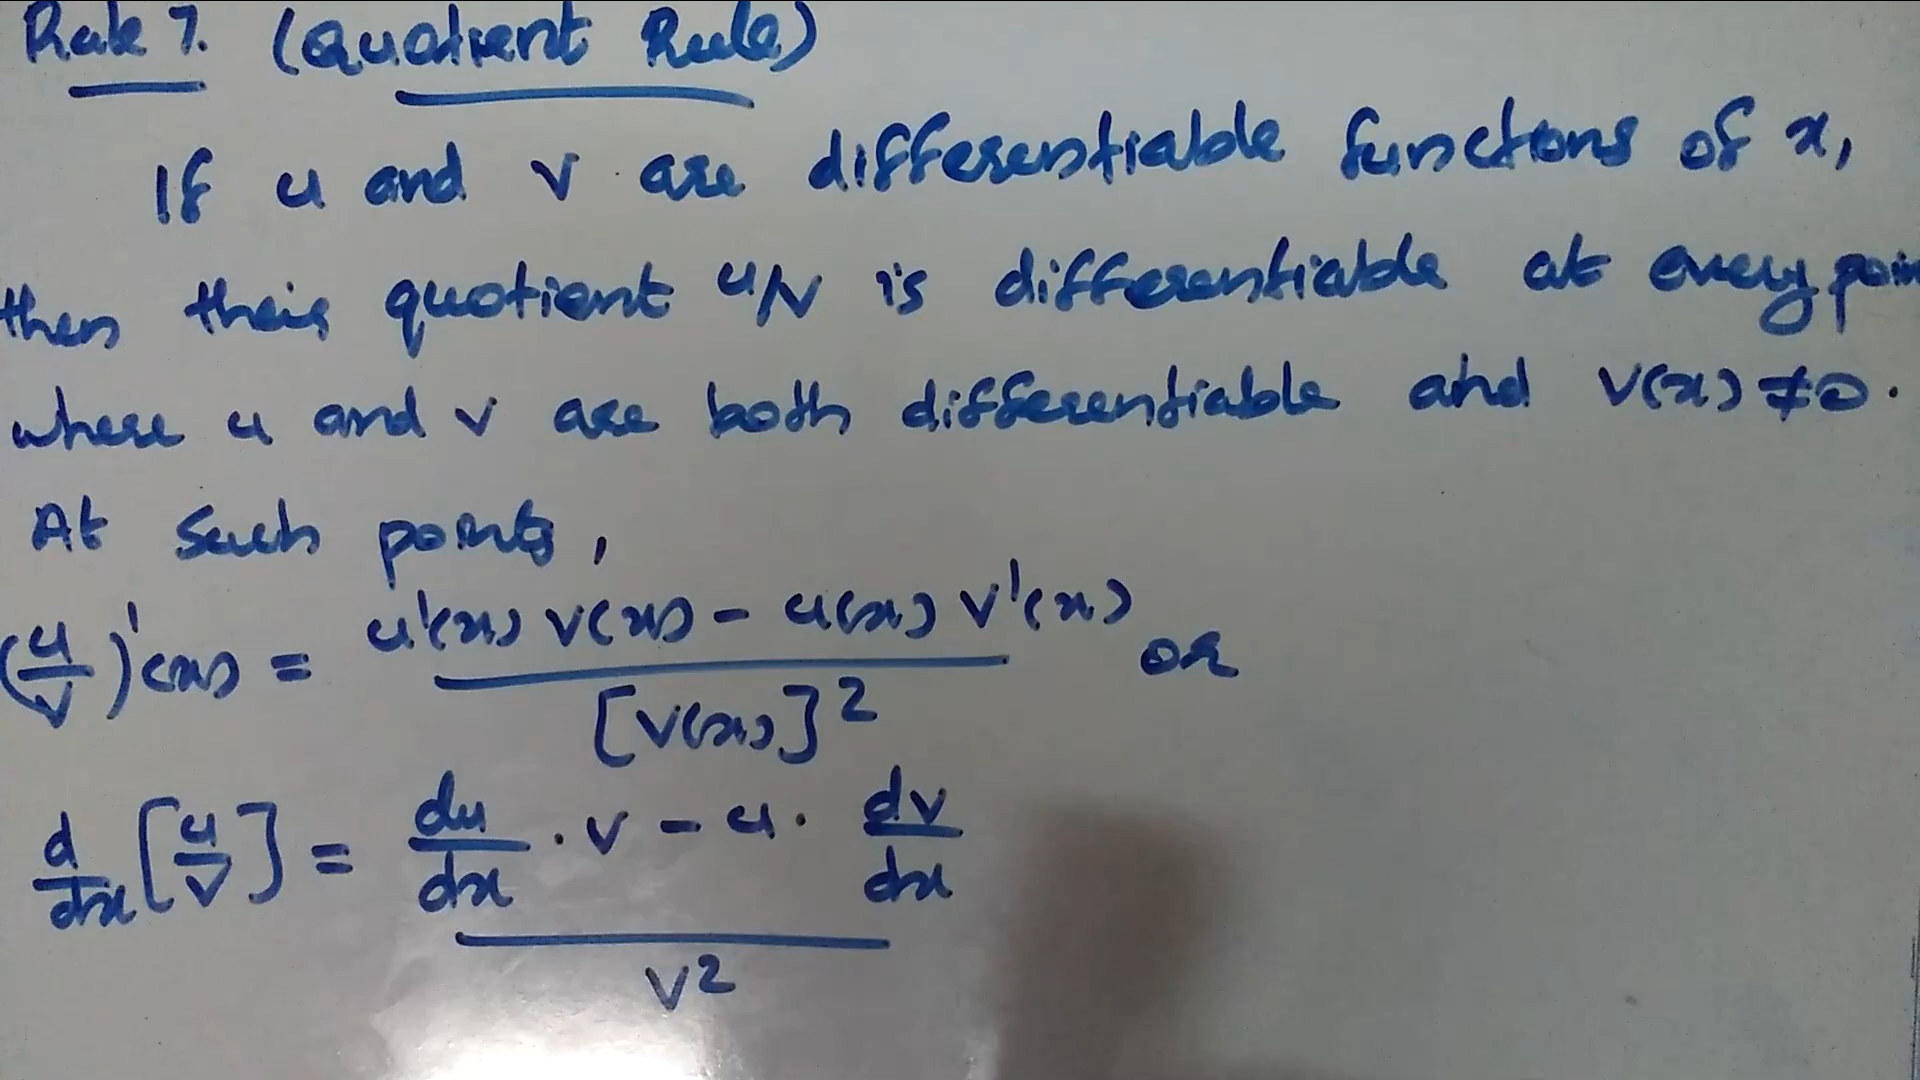 Rule 7. (Quotient Rule)
If u and v are differentiable functions of x,
then their quotient u/v is differentiable at every poin
where u and v are both differentiable and v(x) ≠ 0.
At such points,
(u/v)'(x) = u'(x) v(x) - u(x) v'(x) / [v(x)]² or
d/dx [u/v] = du/dx · v - u · dv/dx / v²